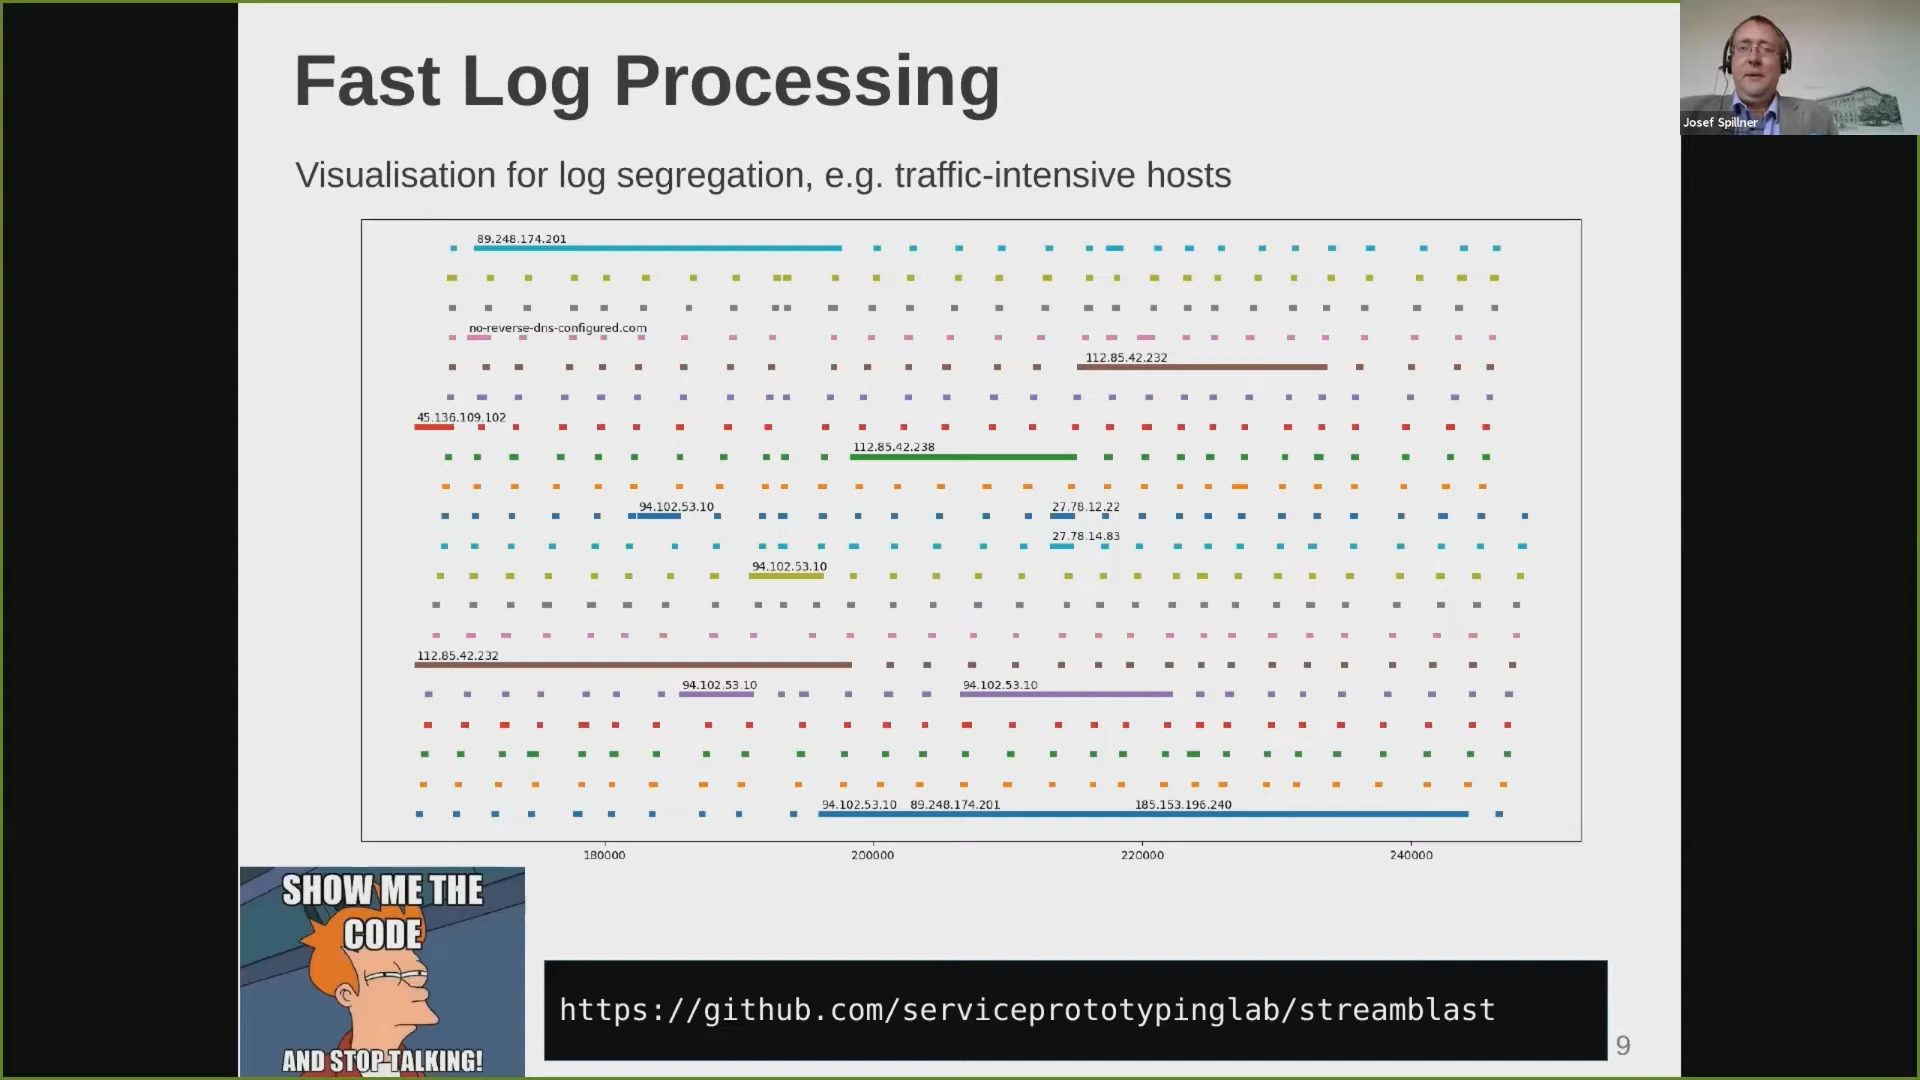 Fast Log Processing
Josef Spillner
Visualisation for log segregation, e.g. traffic-intensive hosts
89.248.174.201
no-reverse-dns-configured.com
112.85.42.232
45.136.109.102
112.85.42.238
94.102.53.10
27.78.12.22
27.78.14.83
94.102.53.10
112.85.42.232
94.102.53.10
94.102.53.10
94.102.53.10
89.248.174.201
185.153.196.240
180000
200000
220000
240000
SHOW ME THE
CODE
AND STOP TALKING!
https://github.com/serviceprototypinglab/streamblast
9